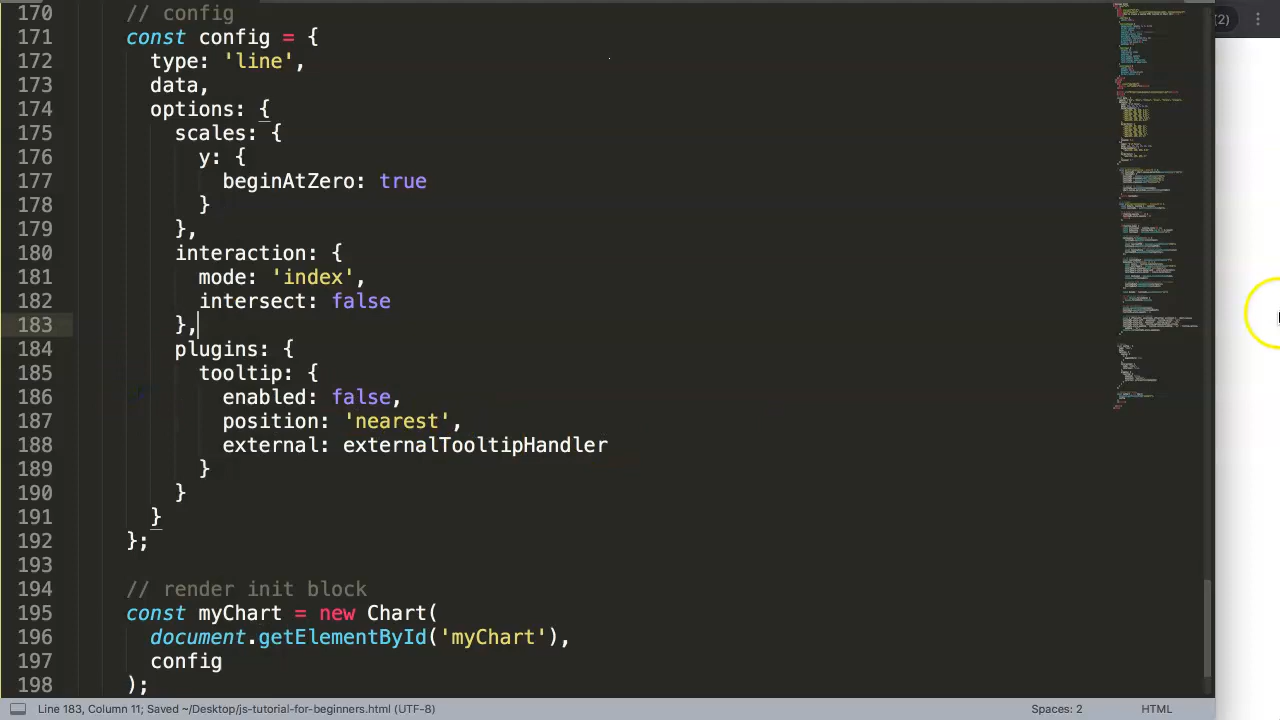 170 // config
171 const config = {
172 type: 'line',
173 data,
174 options: {
175 scales: {
176 y: {
177 beginAtZero: true
178 }
179 },
180 interaction: {
181 mode: 'index',
182 intersect: false
183 },
184 plugins: {
185 tooltip: {
186 enabled: false,
187 position: 'nearest',
188 external: externalTooltipHandler
189 }
190 }
191 }
192 };
193
194 // render init block
195 const myChart = new Chart(
196 document.getElementById('myChart'),
197 config
198 );
Line 183, Column 11; Saved ~/Desktop/js-tutorial-for-beginners.html (UTF-8)
Spaces: 2
HTML
(2)